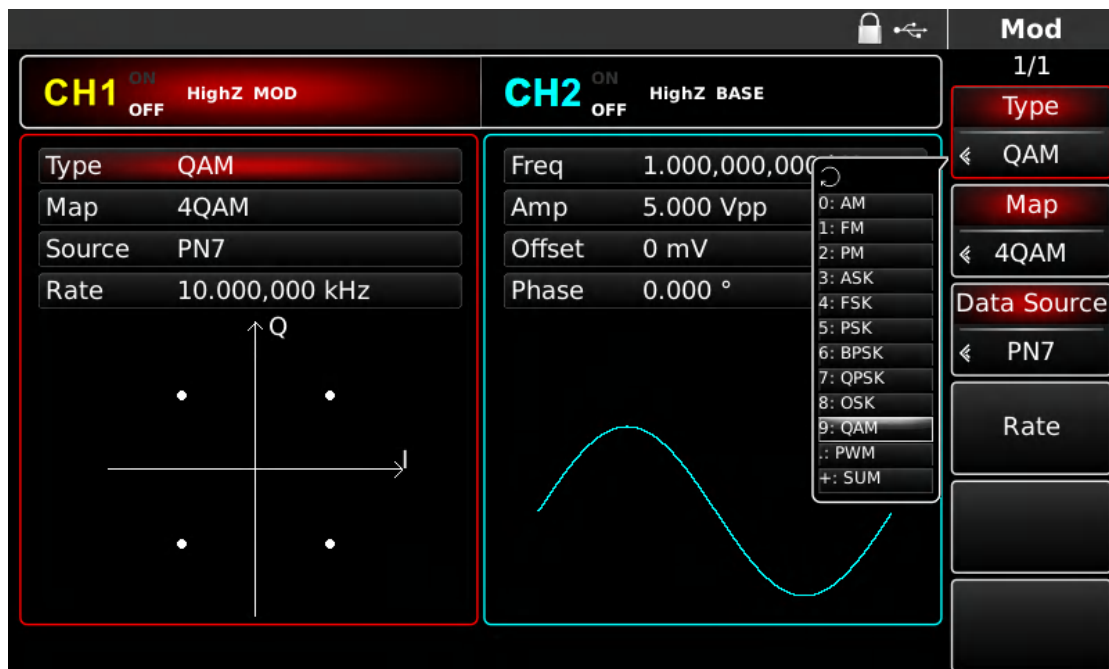 Mod
1/1
CH1 ON OFF HighZ MOD
CH2 ON OFF HighZ BASE
Type QAM
Map 4QAM
Source PN7
Rate 10.000,000 kHz
Q
I
Freq 1.000,000,000
Amp 5.000 Vpp
Offset 0 mV
Phase 0.000 °
0: AM
1: FM
2: PM
3: ASK
4: FSK
5: PSK
6: BPSK
7: QPSK
8: OSK
9: QAM
.: PWM
+: SUM
Type
QAM
Map
4QAM
Data Source
PN7
Rate